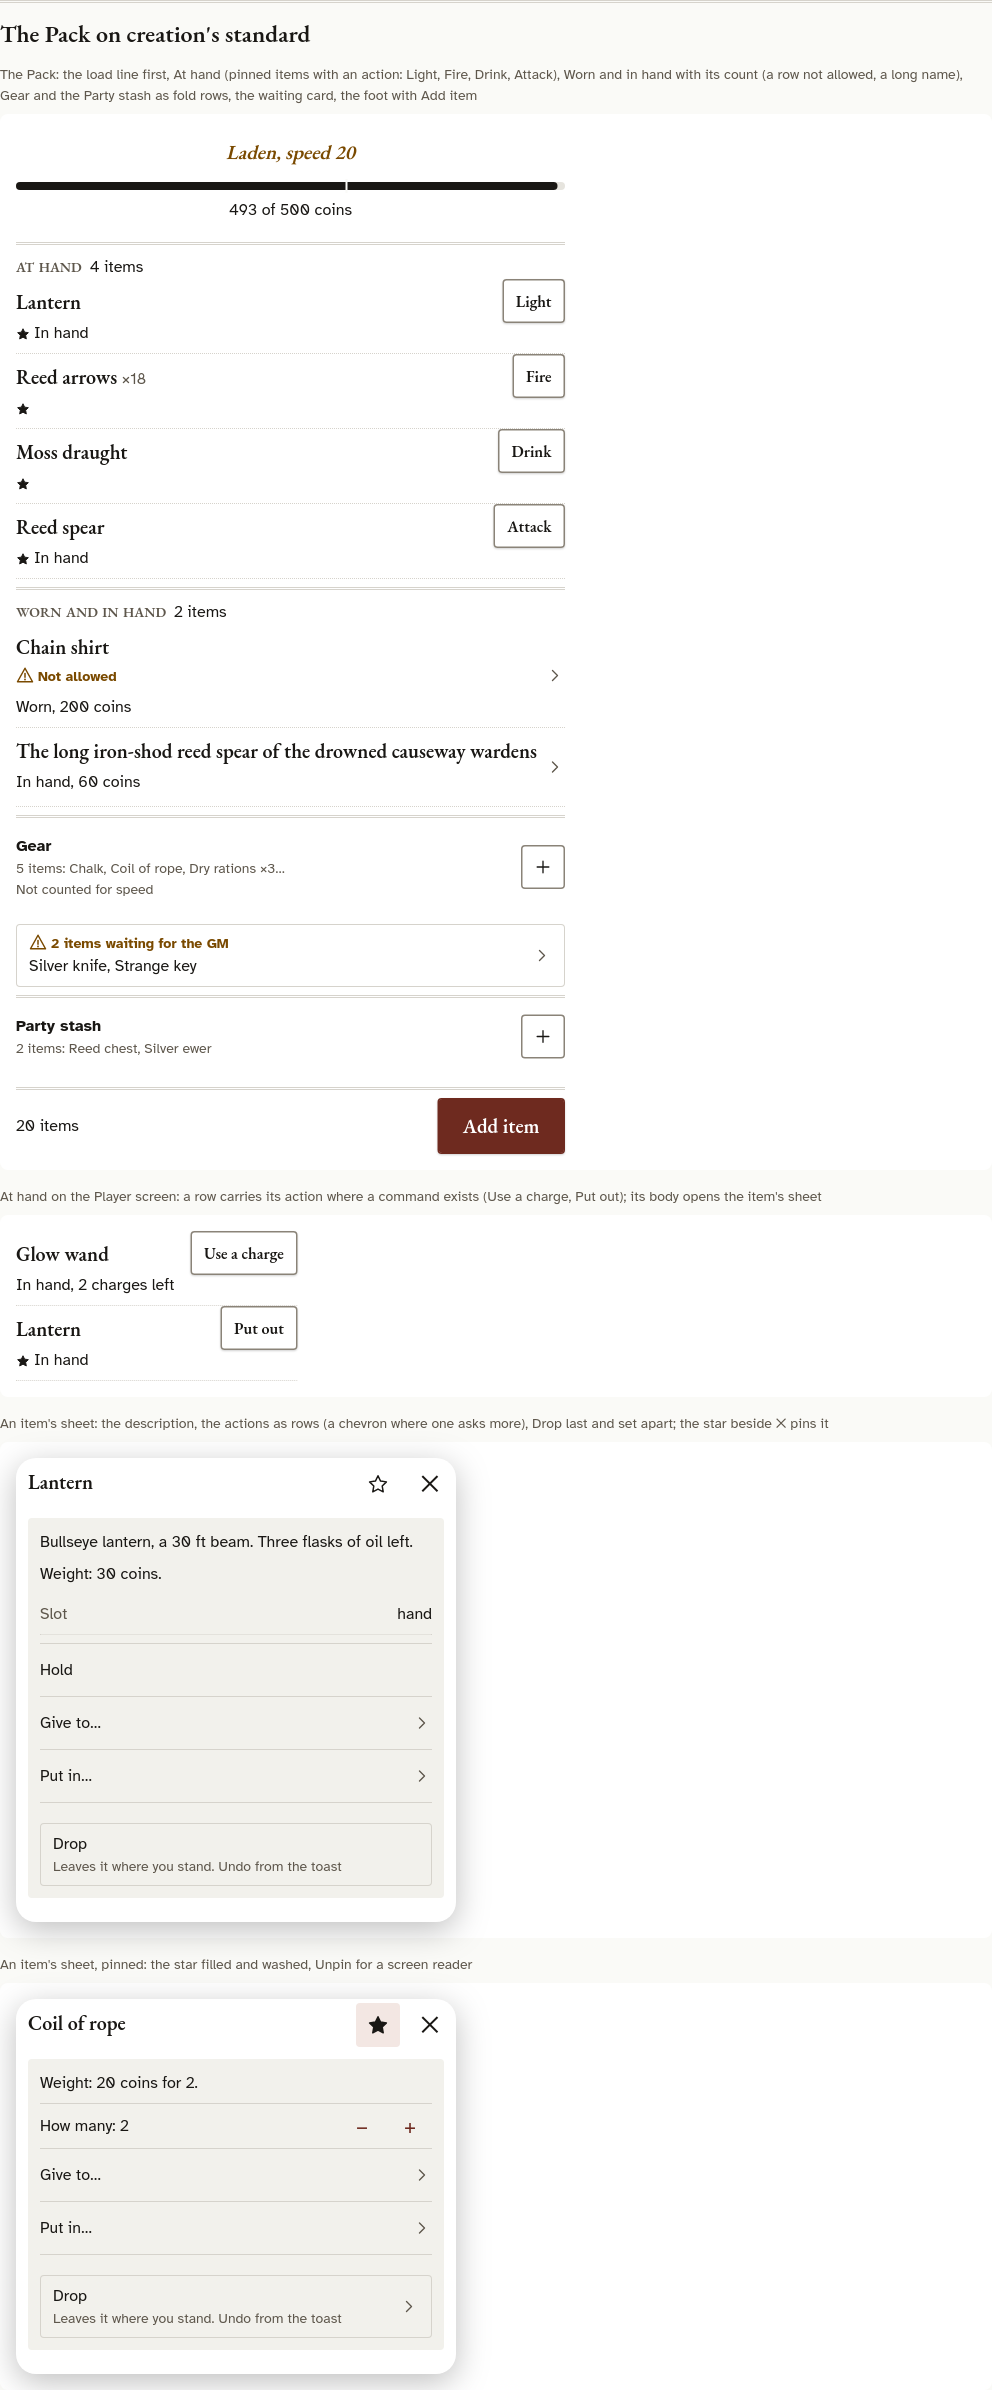 The Pack on creation's standard
The Pack: the load line first, At hand (pinned items with an action: Light, Fire, Drink, Attack), Worn and in hand with its count (a row not allowed, a long name),
Gear and the Party stash as fold rows, the waiting card, the foot with Add item
Laden, speed 20
493 of 500 coins
AT HAND 4 items
Lantern
Light
★ In hand
Reed arrows ×18
Fire
★
Moss draught
Drink
★
Reed spear
Attack
★ In hand
WORN AND IN HAND 2 items
Chain shirt
Not allowed
Worn, 200 coins
The long iron-shod reed spear of the drowned causeway wardens
In hand, 60 coins
Gear
5 items: Chalk, Coil of rope, Dry rations ×3...
Not counted for speed
+
2 items waiting for the GM
Silver knife, Strange key
Party stash
2 items: Reed chest, Silver ewer
+
20 items
Add item
At hand on the Player screen: a row carries its action where a command exists (Use a charge, Put out); its body opens the item's sheet
Glow wand
Use a charge
In hand, 2 charges left
Lantern
Put out
★ In hand
An item's sheet: the description, the actions as rows (a chevron where one asks more), Drop last and set apart; the star beside ✕ pins it
Lantern
Bullseye lantern, a 30 ft beam. Three flasks of oil left.
Weight: 30 coins.
Slot hand
Hold
Give to...
Put in...
Drop
Leaves it where you stand. Undo from the toast
An item's sheet, pinned: the star filled and washed, Unpin for a screen reader
Coil of rope
Weight: 20 coins for 2.
How many: 2 − +
Give to...
Put in...
Drop
Leaves it where you stand. Undo from the toast